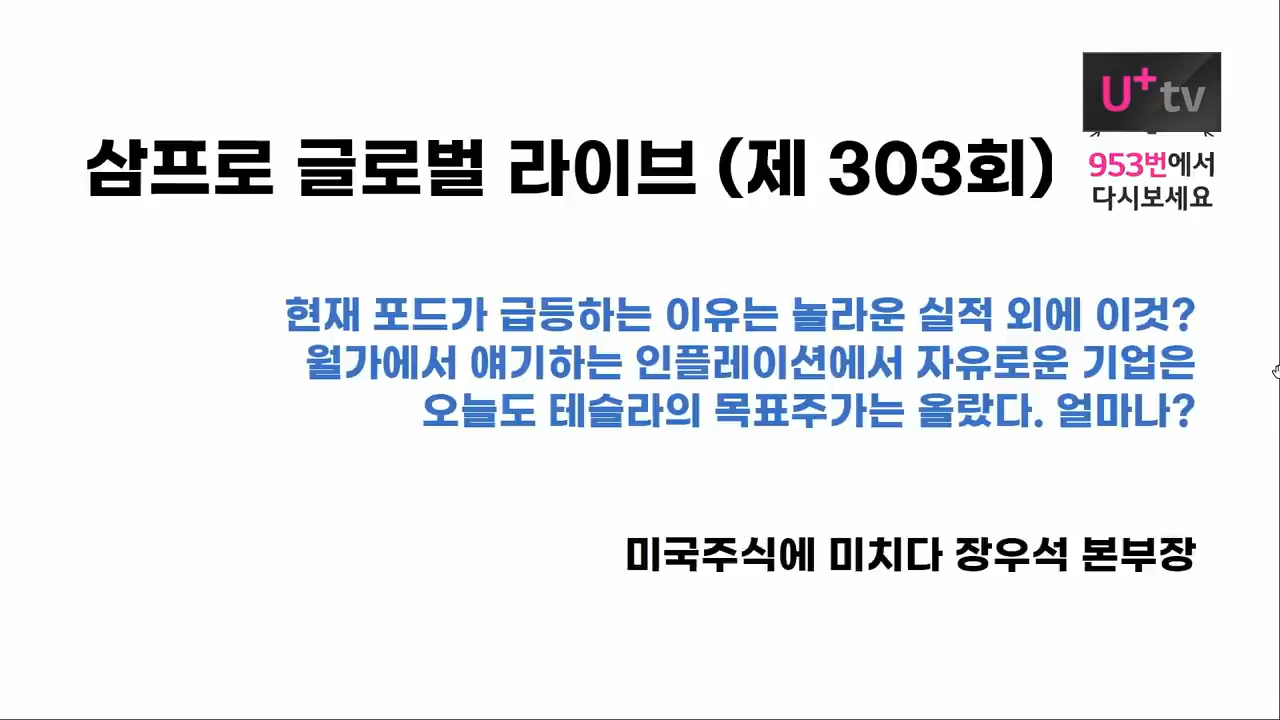 U+tv
953번에서
다시보세요
삼프로 글로벌 라이브 (제 303회)
현재 포드가 급등하는 이유는 놀라운 실적 외에 이것?
월가에서 얘기하는 인플레이션에서 자유로운 기업은
오늘도 테슬라의 목표주가는 올랐다. 얼마나?
미국주식에 미치다 장우석 본부장